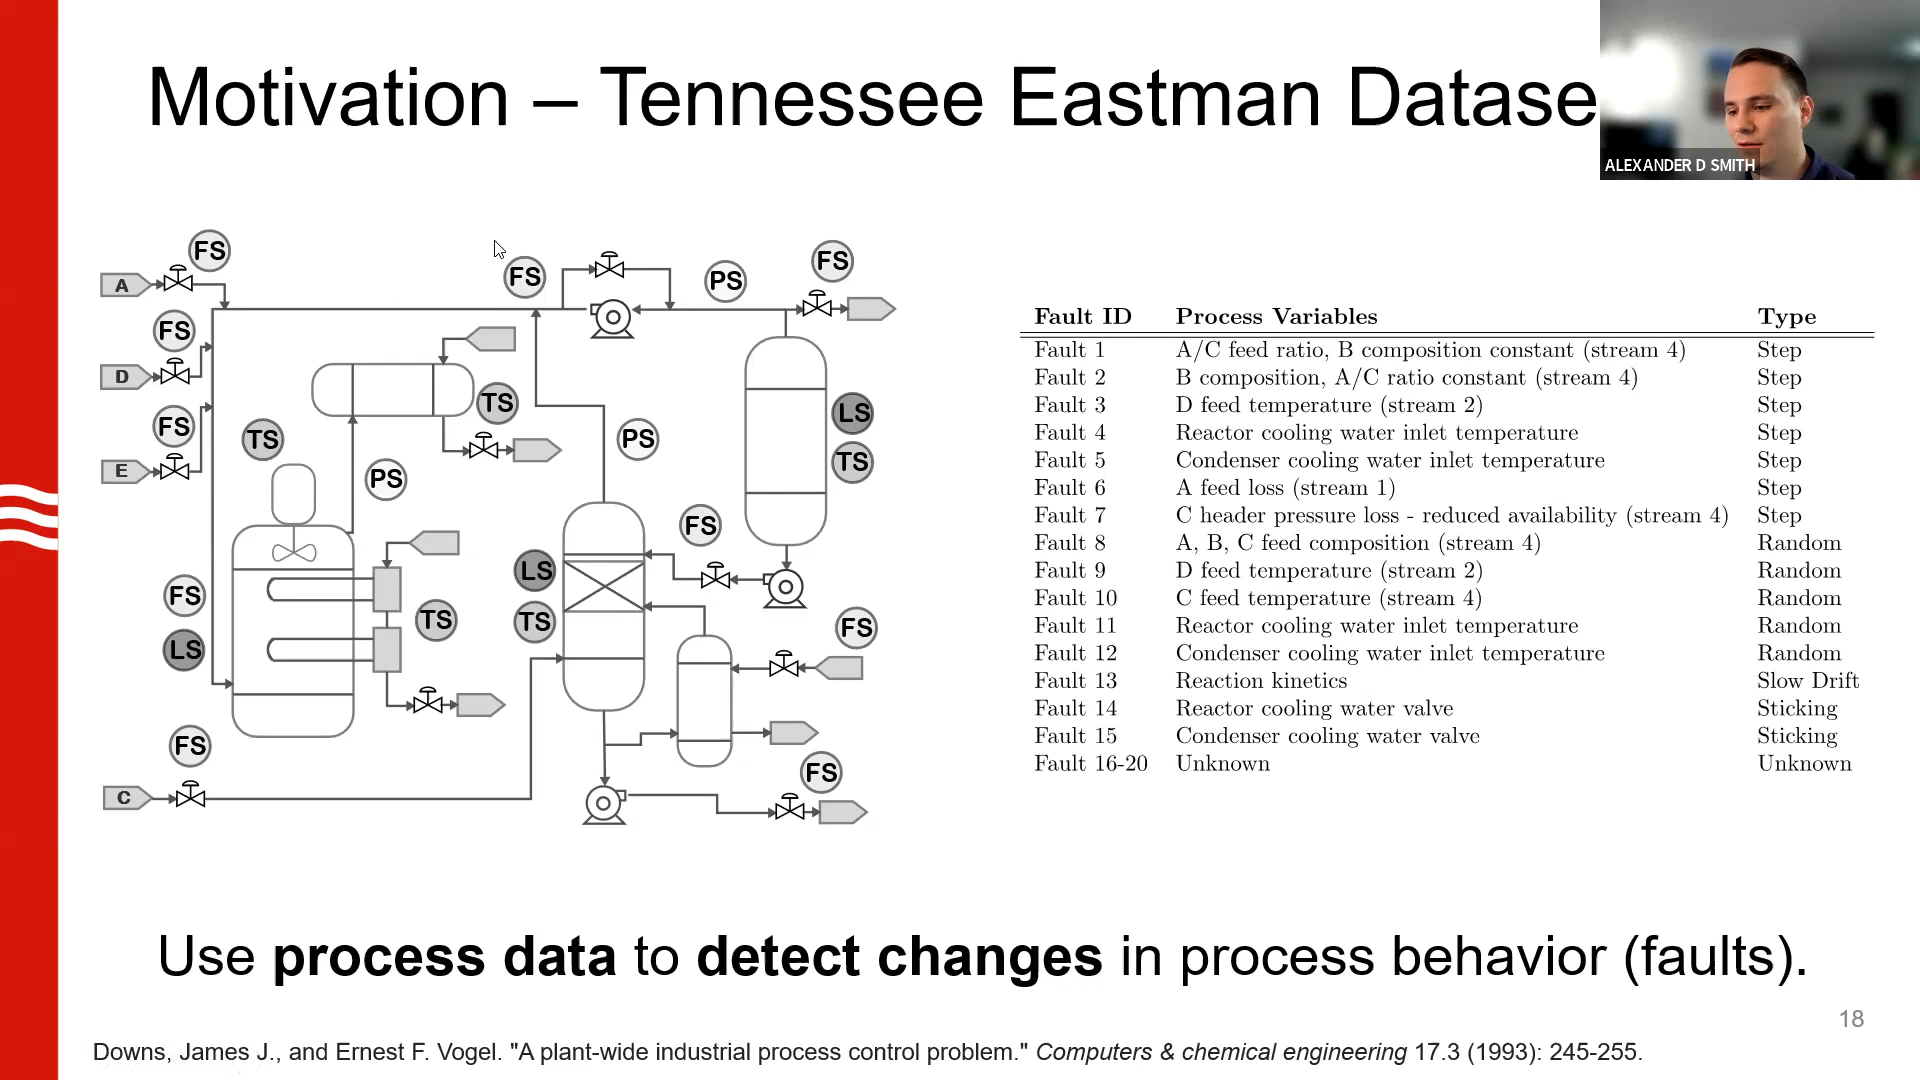 Motivation – Tennessee Eastman Datase
ALEXANDER D SMITH
FS
A
FS
FS
PS
FS
D
TS
FS
E
TS
PS
PS
LS
TS
FS
LS
TS
FS
LS
TS
FS
FS
C
FS
Fault ID Process Variables Type
Fault 1 A/C feed ratio, B composition constant (stream 4) Step
Fault 2 B composition, A/C ratio constant (stream 4) Step
Fault 3 D feed temperature (stream 2) Step
Fault 4 Reactor cooling water inlet temperature Step
Fault 5 Condenser cooling water inlet temperature Step
Fault 6 A feed loss (stream 1) Step
Fault 7 C header pressure loss - reduced availability (stream 4) Step
Fault 8 A, B, C feed composition (stream 4) Random
Fault 9 D feed temperature (stream 2) Random
Fault 10 C feed temperature (stream 4) Random
Fault 11 Reactor cooling water inlet temperature Random
Fault 12 Condenser cooling water inlet temperature Random
Fault 13 Reaction kinetics Slow Drift
Fault 14 Reactor cooling water valve Sticking
Fault 15 Condenser cooling water valve Sticking
Fault 16-20 Unknown Unknown
Use process data to detect changes in process behavior (faults).
18
Downs, James J., and Ernest F. Vogel. "A plant-wide industrial process control problem." Computers & chemical engineering 17.3 (1993): 245-255.